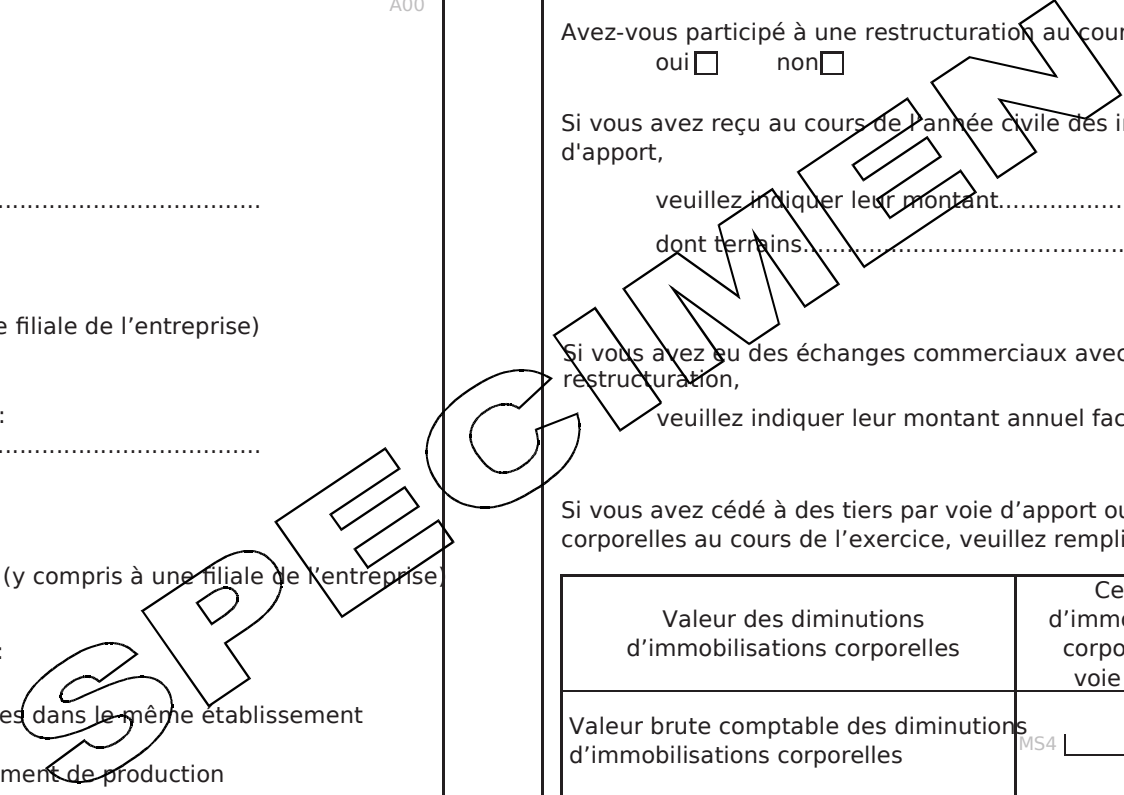 A00
....................................
e filiale de l’entreprise)
:
....................................
(y compris à une filiale de l’entreprise)
:
es dans le même établissement
ment de production
Avez-vous participé à une restructuration au cour
oui non
Si vous avez reçu au cours de l’année civile des i
d'apport,
veuillez indiquer leur montant.................
dont terrains............................................
Si vous avez eu des échanges commerciaux avec
restructuration,
veuillez indiquer leur montant annuel fac
Si vous avez cédé à des tiers par voie d’apport ou
corporelles au cours de l’exercice, veuillez rempli
Valeur des diminutions
d’immobilisations corporelles
Ce
d’immo
corpo
voie
Valeur brute comptable des diminutions
d’immobilisations corporelles
MS4
SPECIMEN